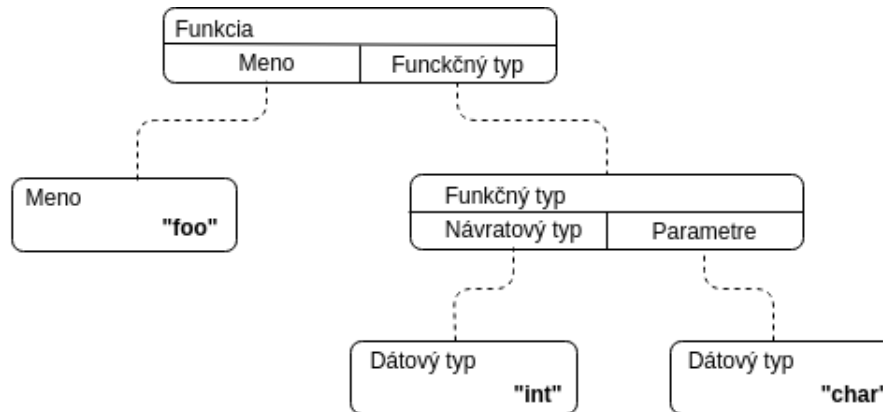 Funkcia
Meno
Funckčný typ
Meno
"foo"
Funkčný typ
Návratový typ
Parametre
Dátový typ
"int"
Dátový typ
"char"